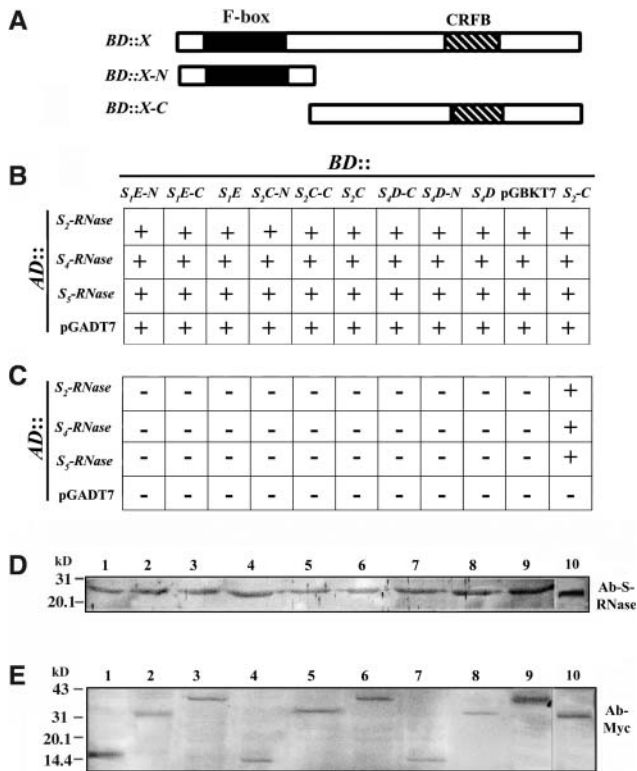 A
F-box CRFB
BD::X
BD::X-N
BD::X-C
BD::
B
S₁E-N S₁E-C S₁E S₂C-N S₂C-C S₂C S₄D-C S₄D-N S₄D pGBKT7 S₂-C
AD::
S₂-RNase + + + + + + + + + + +
S₄-RNase + + + + + + + + + + +
S₅-RNase + + + + + + + + + + +
pGADT7 + + + + + + + + + + +
C
AD::
S₂-RNase - - - - - - - - - - +
S₄-RNase - - - - - - - - - - +
S₅-RNase - - - - - - - - - - +
pGADT7 - - - - - - - - - - -
D
kD 1 2 3 4 5 6 7 8 9 10
31
20.1
Ab-S-
RNase
E
kD 1 2 3 4 5 6 7 8 9 10
43
31
20.1
14.4
Ab-
Myc